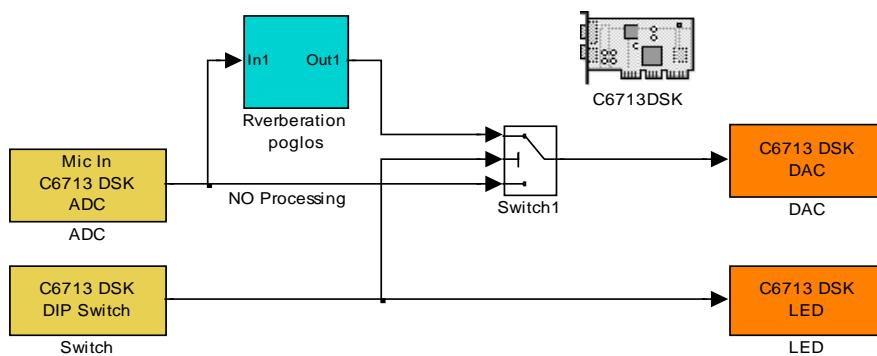 In1
Out1
Rverberation
poglos
C6713DSK
Mic In
C6713 DSK
ADC
ADC
NO Processing
Switch1
C6713 DSK
DAC
DAC
C6713 DSK
DIP Switch
Switch
C6713 DSK
LED
LED